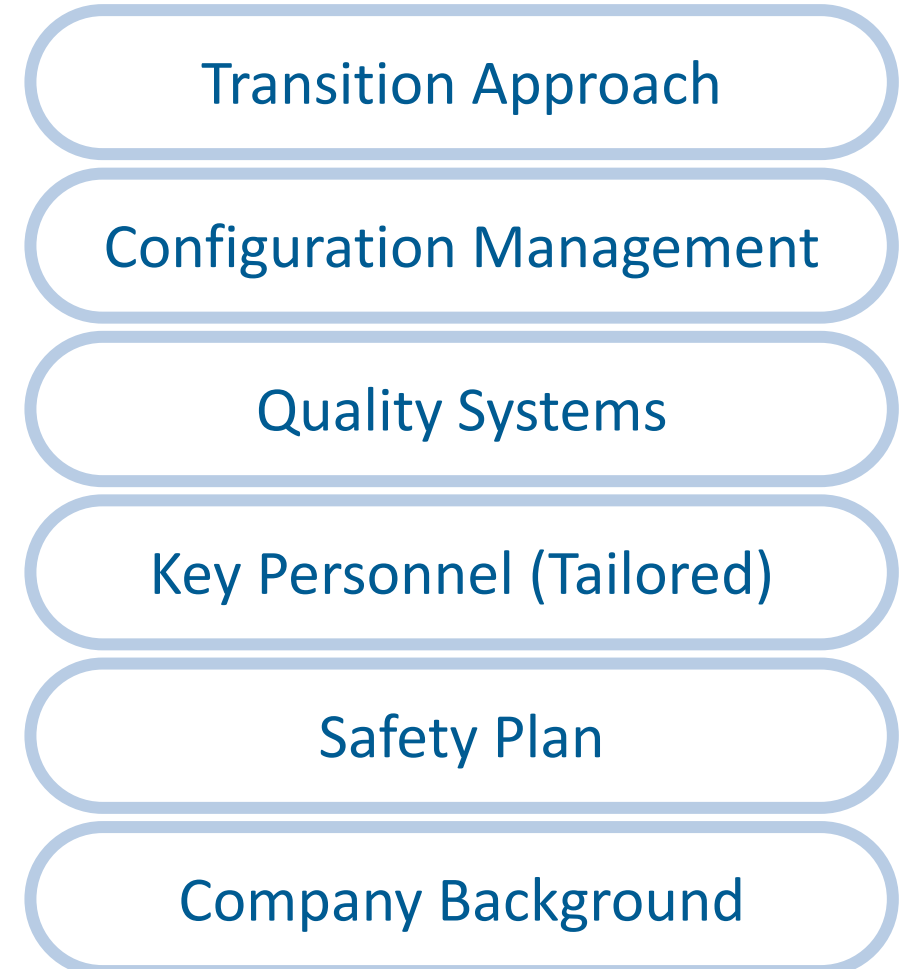 Transition Approach
Configuration Management
Quality Systems
Key Personnel (Tailored)
Safety Plan
Company Background